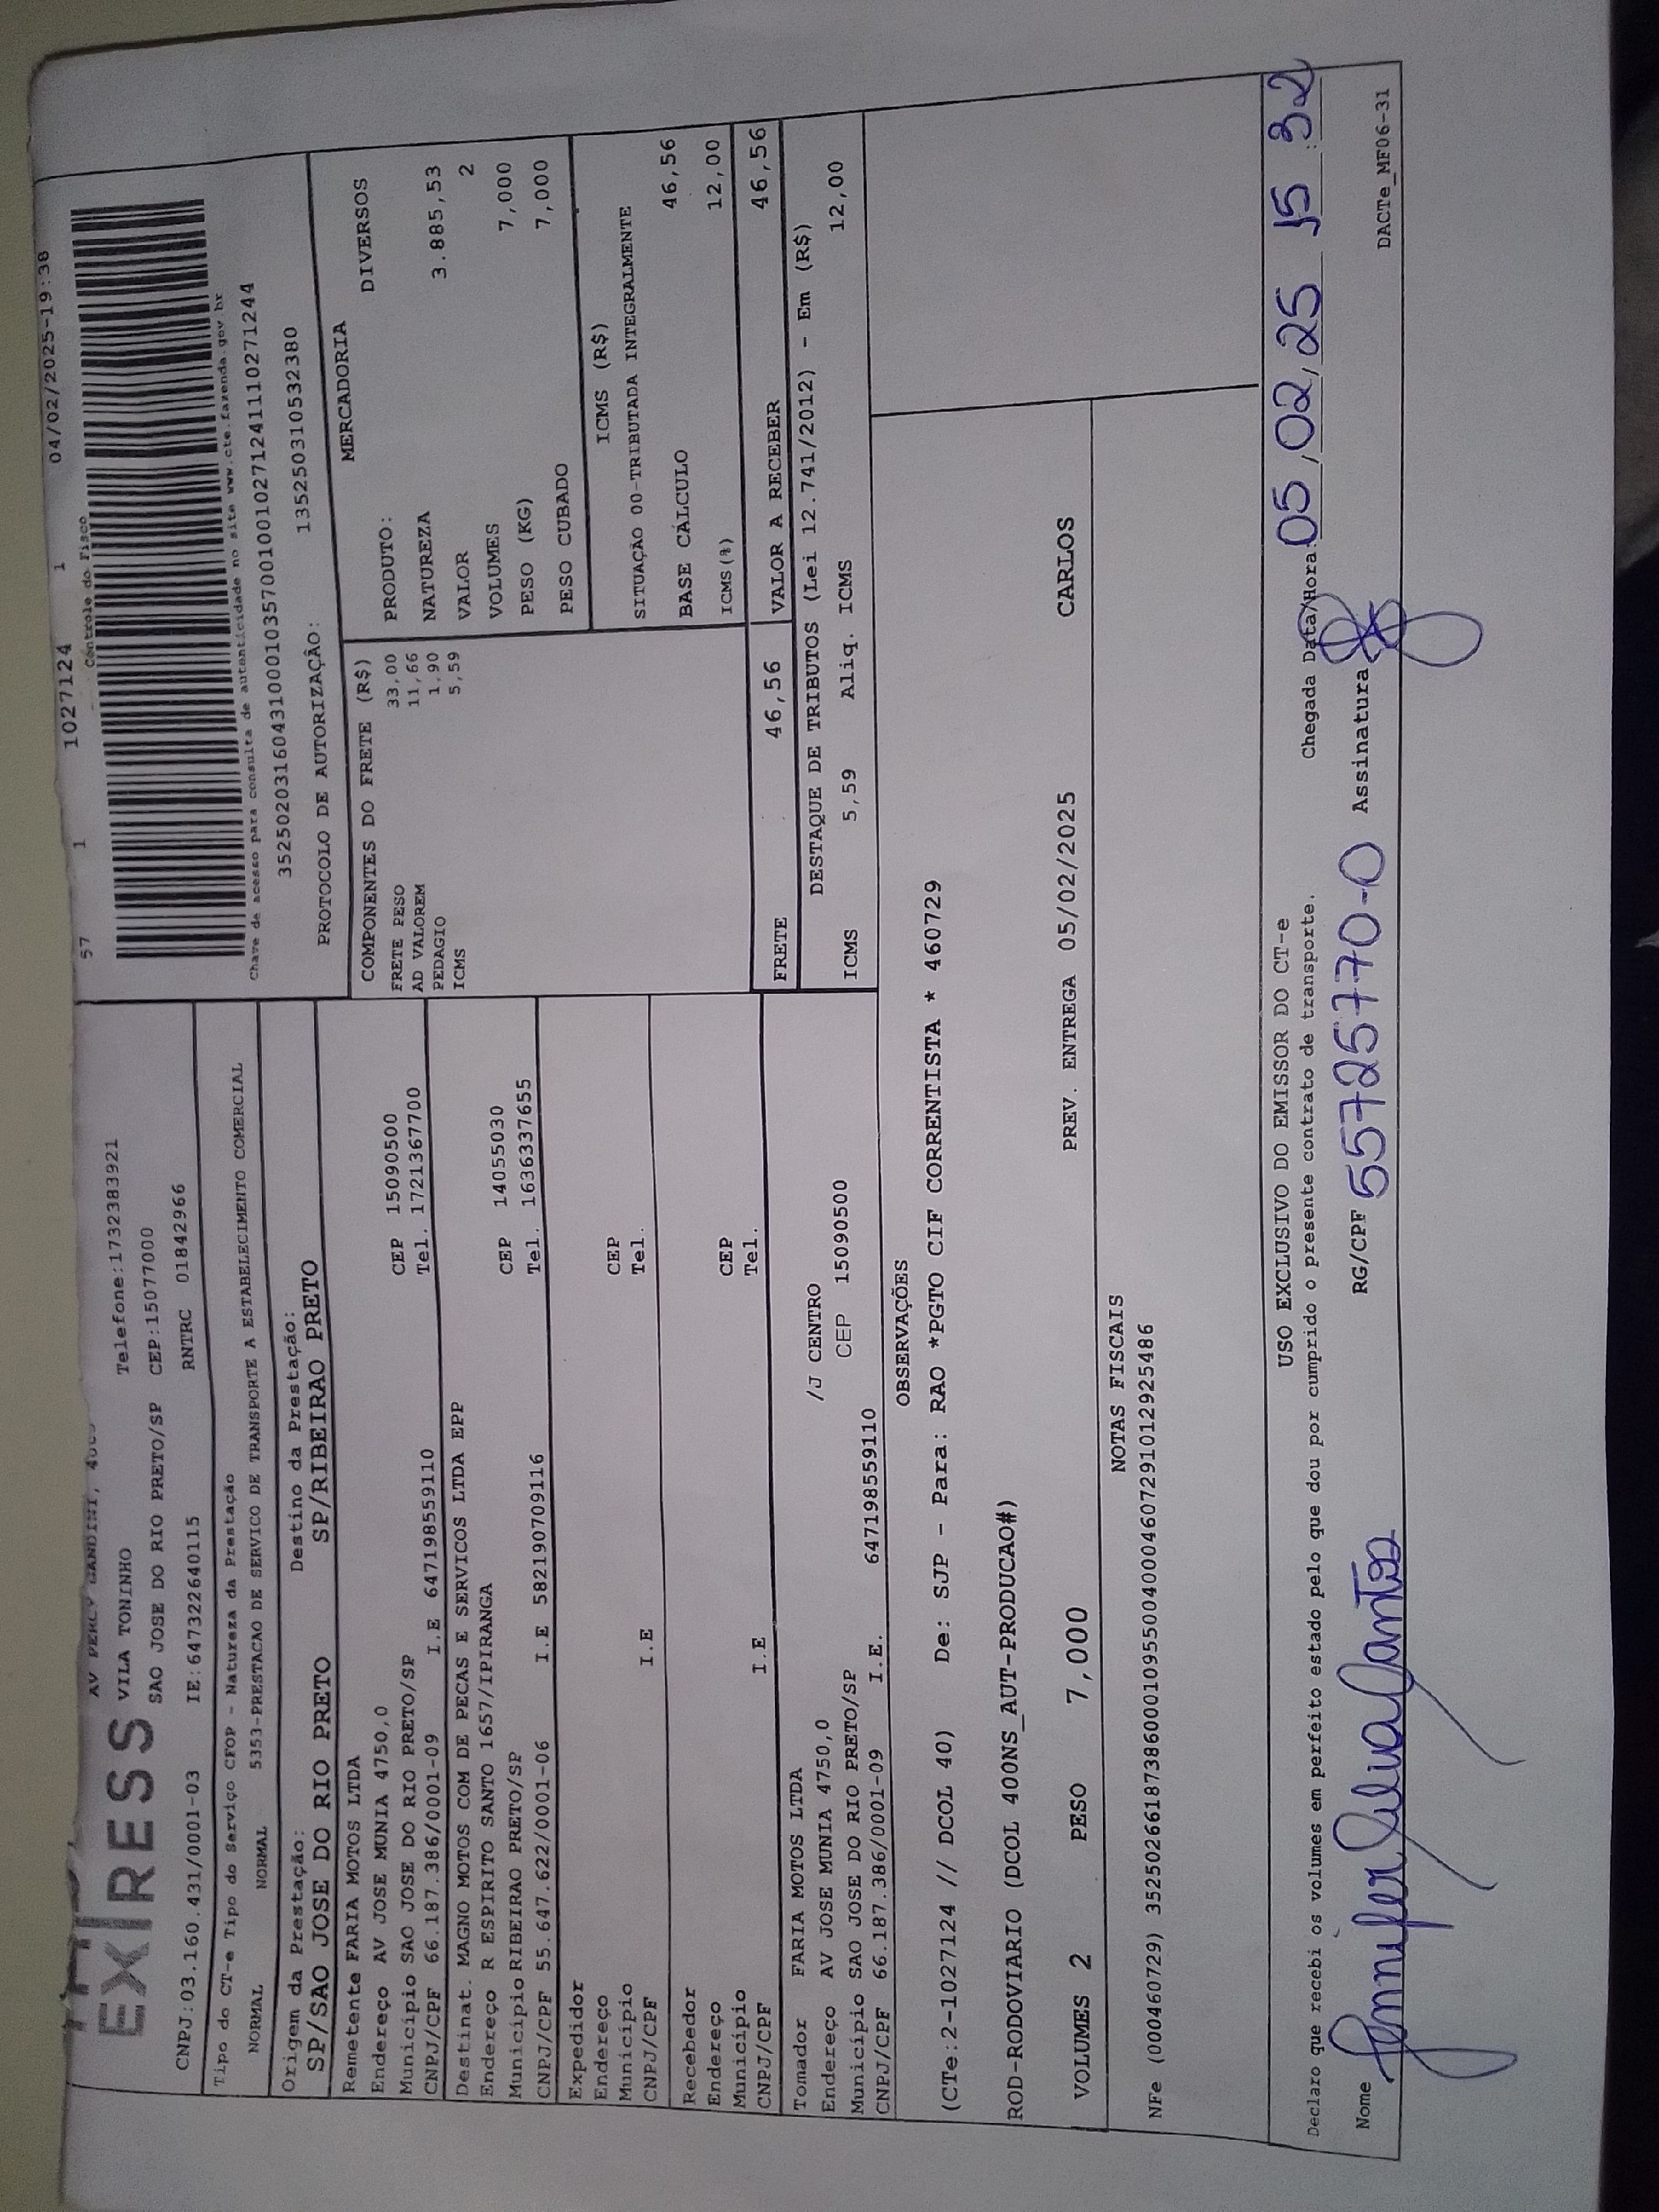 EX RESS
VILA TONINHO Telefone:1732383921
SAO JOSE DO RIO PRETO/SP CEP:15077000
CNPJ:03.160.431/0001-03 IE:647322640115 RNTRC 01842966
Tipo do CT-e Tipo do Serviço CFOP - Natureza da Prestação
NORMAL NORMAL 5353-PRESTACAO DE SERVICO DE TRANSPORTE A ESTABELECIMENTO COMERCIAL
Origem da Prestação: Destino da Prestação:
SP/SAO JOSE DO RIO PRETO SP/RIBEIRAO PRETO
57 1 1027124 1 04/02/2025-19:38
Controle do Fisco
Chave de acesso para consulta de autenticidade no site www.cte.fazenda.gov.br
35250203160431000103570010010271241110271244
PROTOCOLO DE AUTORIZAÇÃO: 135250310532380
Remetente FARIA MOTOS LTDA
Endereço AV JOSE MUNIA 4750,0 CEP 15090500
Município SAO JOSE DO RIO PRETO/SP Tel. 1721367700
CNPJ/CPF 66.187.386/0001-09 I.E 647198559110
Destinat. MAGNO MOTOS COM DE PECAS E SERVICOS LTDA EPP
Endereço R ESPIRITO SANTO 1657/IPIRANGA CEP 14055030
Município RIBEIRAO PRETO/SP Tel. 1636337655
CNPJ/CPF 55.647.622/0001-06 I.E 582190709116
Expedidor
Endereço CEP
Município Tel.
CNPJ/CPF I.E
Recebedor
Endereço CEP
Município Tel.
CNPJ/CPF I.E
Tomador FARIA MOTOS LTDA
Endereço AV JOSE MUNIA 4750,0 /J CENTRO
Município SAO JOSE DO RIO PRETO/SP CEP 15090500
CNPJ/CPF 66.187.386/0001-09 I.E. 647198559110
COMPONENTES DO FRETE (R$)
FRETE PESO 33,00
AD VALOREM 11,66
PEDAGIO 1,90
ICMS 5,59
MERCADORIA
PRODUTO: DIVERSOS
NATUREZA
VALOR 3.885,53
VOLUMES 2
PESO (KG) 7,000
PESO CUBADO 7,000
ICMS (R$)
SITUAÇÃO 00-TRIBUTADA INTEGRALMENTE
BASE CÁLCULO 46,56
ICMS(%) 12,00
FRETE 46,56 VALOR A RECEBER 46,56
DESTAQUE DE TRIBUTOS (Lei 12.741/2012) - Em (R$)
ICMS 5,59 Aliq. ICMS 12,00
OBSERVAÇÕES
(CTe:2-1027124 // DCOL 40) De: SJP - Para: RAO *PGTO CIF CORRENTISTA * 460729
ROD-RODOVIARIO (DCOL 400NS_AUT-PRODUCAO#)
VOLUMES 2 PESO 7,000 PREV. ENTREGA 05/02/2025 CARLOS
NOTAS FISCAIS
NFe (000460729) 35250266187386000109550040004607291012925486
USO EXCLUSIVO DO EMISSOR DO CT-e
Declaro que recebi os volumes em perfeito estado pelo que dou por cumprido o presente contrato de transporte. Chegada Data/Hora: 05,02,25 15:32
Nome Jennifer Silva Santos RG/CPF 55725770-0 Assinatura
DACTe_MF06-31